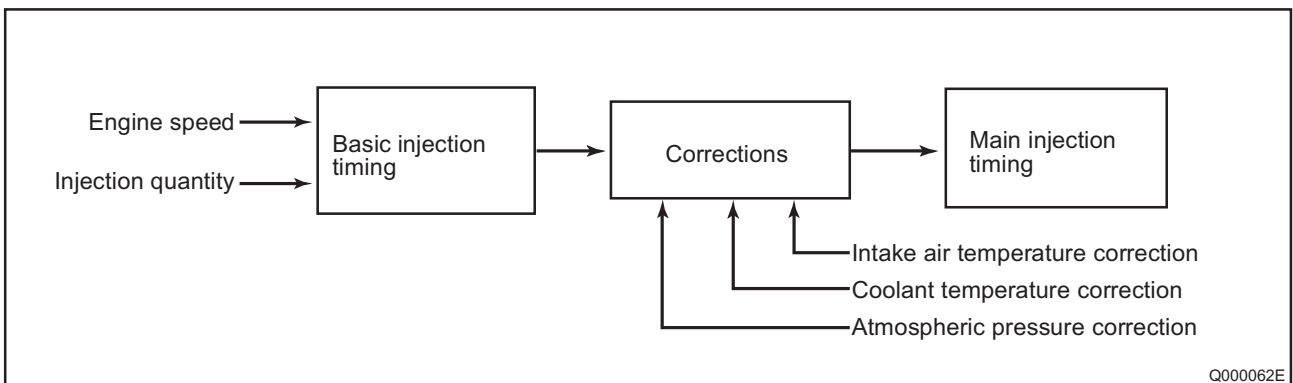 Engine speed
Injection quantity
Basic injection
timing
Corrections
Main injection
timing
Intake air temperature correction
Coolant temperature correction
Atmospheric pressure correction
Q000062E